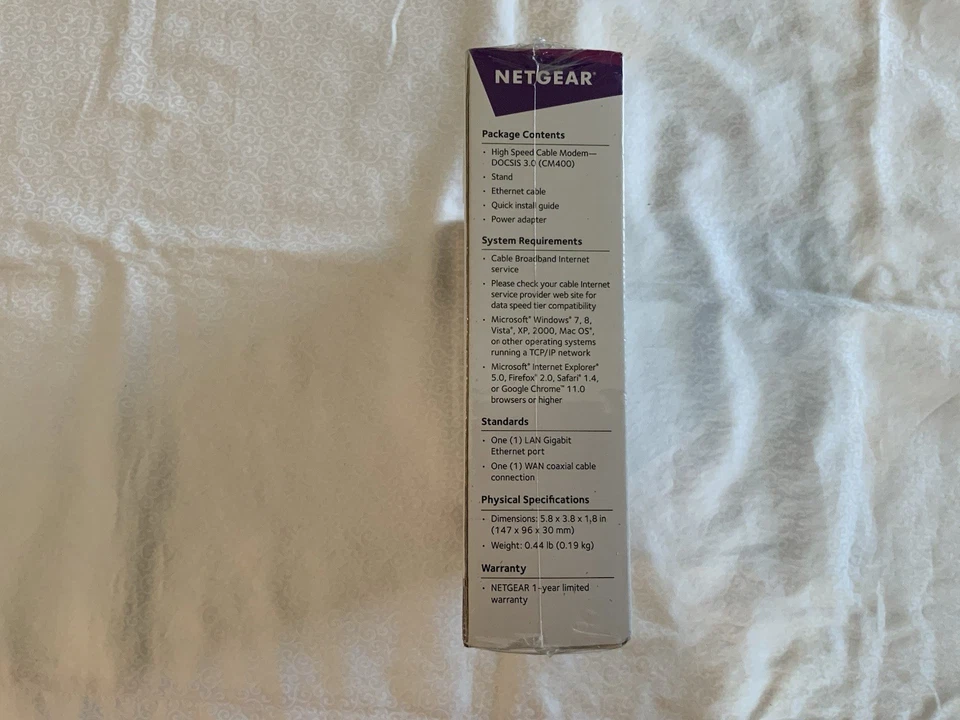 NETGEAR®
Package Contents
• High Speed Cable Modem—
DOCSIS 3.0 (CM400)
• Stand
• Ethernet cable
• Quick install guide
• Power adapter
System Requirements
• Cable Broadband Internet
service
• Please check your cable Internet
service provider web site for
data speed tier compatibility
• Microsoft® Windows® 7, 8,
Vista®, XP, 2000, Mac OS®,
or other operating systems
running a TCP/IP network
• Microsoft® Internet Explorer®
5.0, Firefox® 2.0, Safari® 1.4,
or Google Chrome™ 11.0
browsers or higher
Standards
• One (1) LAN Gigabit
Ethernet port
• One (1) WAN coaxial cable
connection
Physical Specifications
• Dimensions: 5.8 x 3.8 x 1.8 in
(147 x 96 x 30 mm)
• Weight: 0.44 lb (0.19 kg)
Warranty
• NETGEAR 1-year limited
warranty